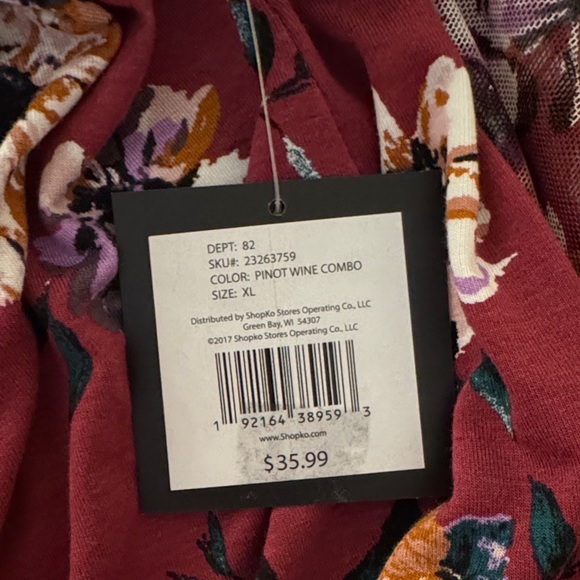 DEPT: 82
SKU#: 23263759
COLOR: PINOT WINE COMBO
SIZE: XL
Distributed by ShopKo Stores Operating Co., LLC
Green Bay, WI 54307
©2017 Shopko Stores Operating Co., LLC
1 92164 38959 3
www.Shopko.com
$35.99